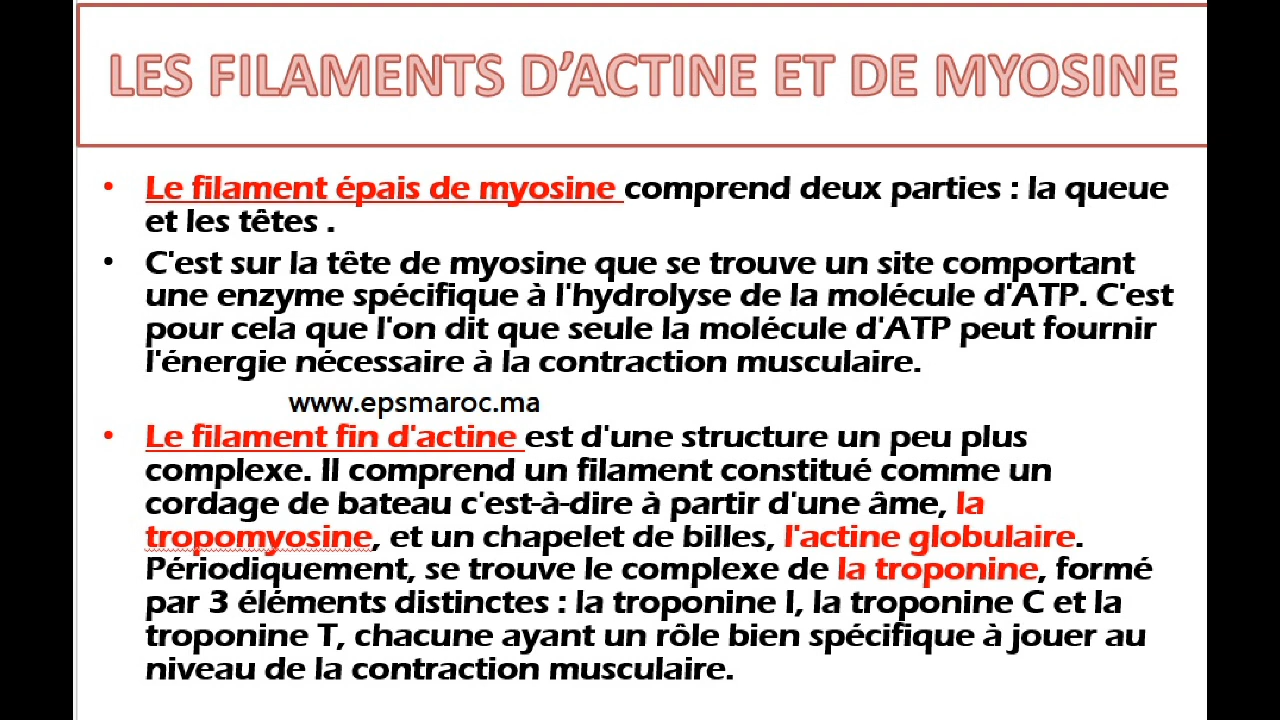 LES FILAMENTS D’ACTINE ET DE MYOSINE
• Le filament épais de myosine comprend deux parties : la queue
et les têtes .
• C'est sur la tête de myosine que se trouve un site comportant
une enzyme spécifique à l'hydrolyse de la molécule d'ATP. C'est
pour cela que l'on dit que seule la molécule d'ATP peut fournir
l'énergie nécessaire à la contraction musculaire.
www.epsmaroc.ma
• Le filament fin d'actine est d'une structure un peu plus
complexe. Il comprend un filament constitué comme un
cordage de bateau c'est-à-dire à partir d'une âme, la
tropomyosine, et un chapelet de billes, l'actine globulaire.
Périodiquement, se trouve le complexe de la troponine, formé
par 3 éléments distinctes : la troponine I, la troponine C et la
troponine T, chacune ayant un rôle bien spécifique à jouer au
niveau de la contraction musculaire.